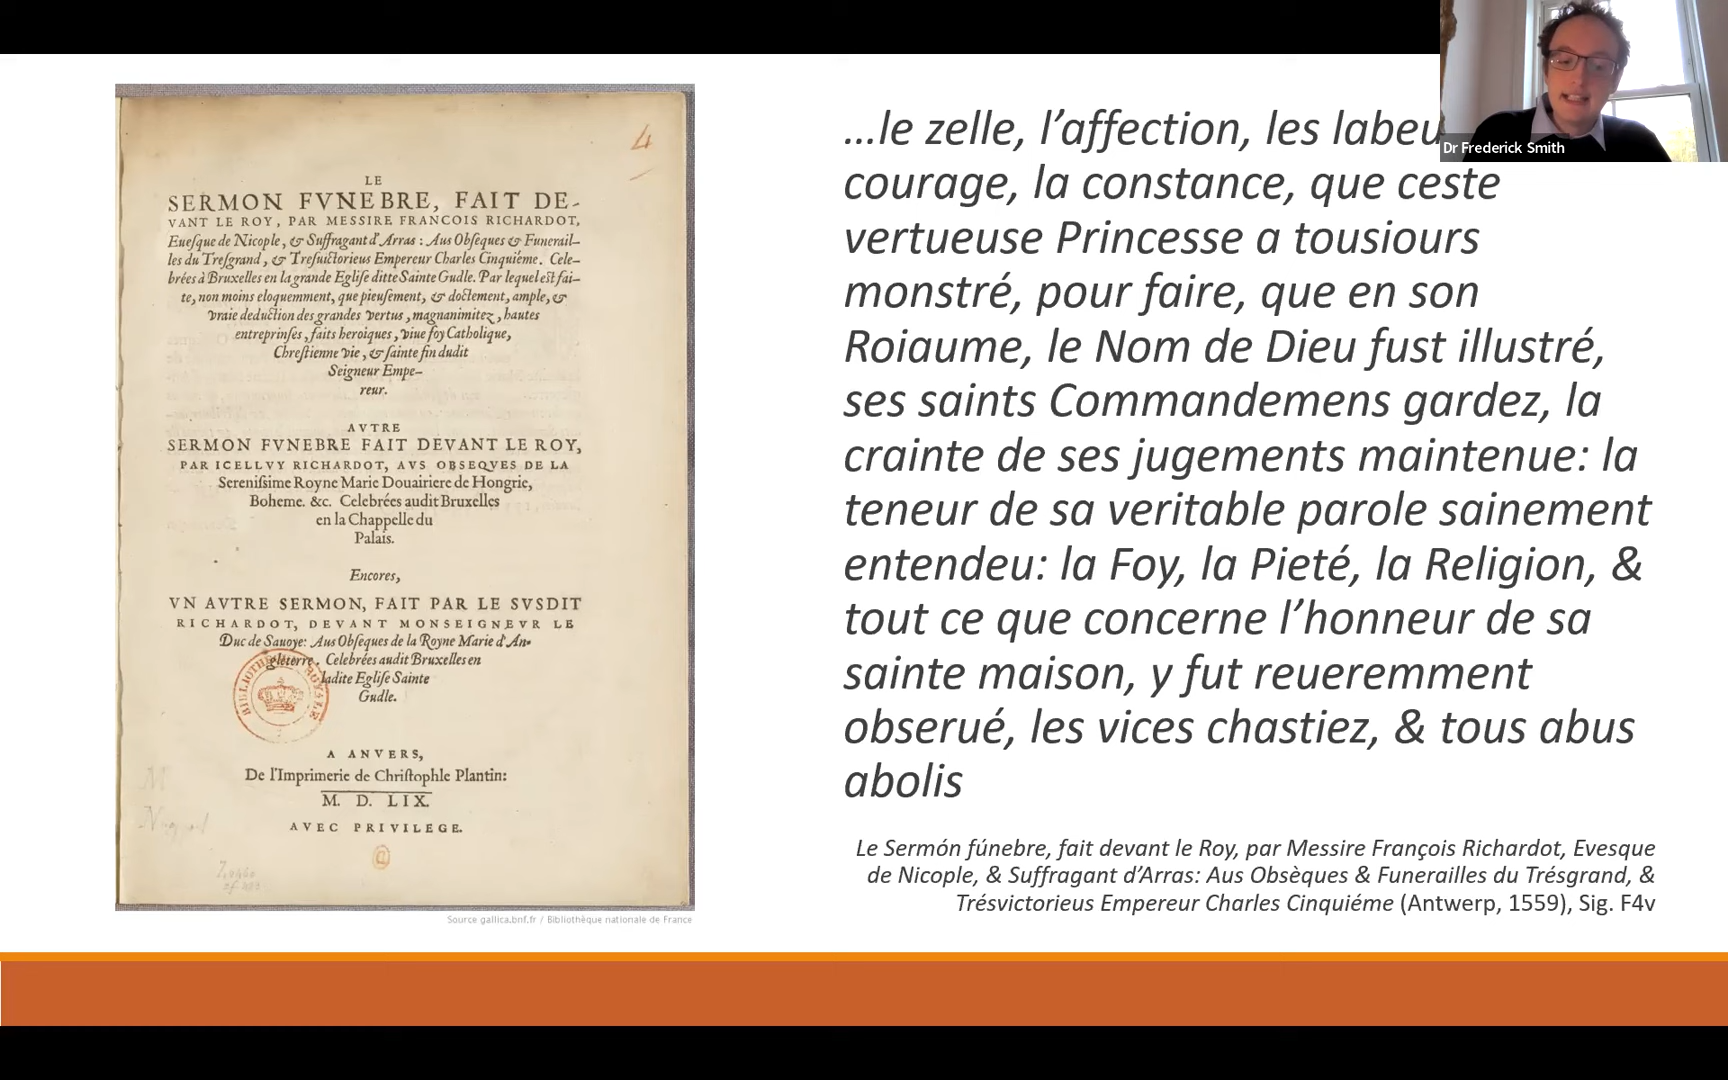 4
LE
SERMON FVNEBRE, FAIT DE-
VANT LE ROY, PAR MESSIRE FRANCOIS RICHARDOT,
Euesque de Nicople, & Suffragant d'Arras : Aus Obseques & Funerail-
les du Tresgrand, & Tresuictorieus Empereur Charles Cinquiéme. Cele-
brées à Bruxelles en la grande Eglise ditte Sainte Gudle. Par lequel est fai-
te, non moins eloquemment, que pieusement, & doctement, ample, &
vraie deduction des grandes vertus, magnanimitez, hautes
entreprinses, faits heroiques, viue foy Catholique,
Chrestienne vie, & sainte fin dudit
Seigneur Empe-
reur.
AVTRE
SERMON FVNEBRE FAIT DEVANT LE ROY,
PAR ICELLVY RICHARDOT, AVS OBSEQVES DE LA
Serenissime Royne Marie Douairiere de Hongrie,
Boheme. &c. Celebrées audit Bruxelles
en la Chappelle du
Palais.
Encores,
VN AVTRE SERMON, FAIT PAR LE SVSDIT
RICHARDOT, DEVANT MONSEIGNEVR LE
Duc de Sauoye: Aus Obseques de la Royne Marie d'An-
gleterre. Celebrées audit Bruxelles en
ladite Eglise Sainte
Gudle.
A ANVERS,
De l'Imprimerie de Christophle Plantin:
M. D. LIX.
AVEC PRIVILEGE.
Source gallica.bnf.fr / Bibliothèque nationale de France
…le zelle, l’affection, les
courage, la constance, que ceste
vertueuse Princesse a tousiours
monstré, pour faire, que en son
Roiaume, le Nom de Dieu fust illustré,
ses saints Commandemens gardez, la
crainte de ses jugements maintenue: la
teneur de sa veritable parole sainement
entendeu: la Foy, la Pieté, la Religion, &
tout ce que concerne l’honneur de sa
sainte maison, y fut reueremment
obserué, les vices chastiez, & tous abus
abolis
Le Sermón fúnebre, fait devant le Roy, par Messire François Richardot, Evesque
de Nicople, & Suffragant d’Arras: Aus Obsèques & Funerailles du Trésgrand, &
Trésvictorieus Empereur Charles Cinquiéme (Antwerp, 1559), Sig. F4v
Dr Frederick Smith